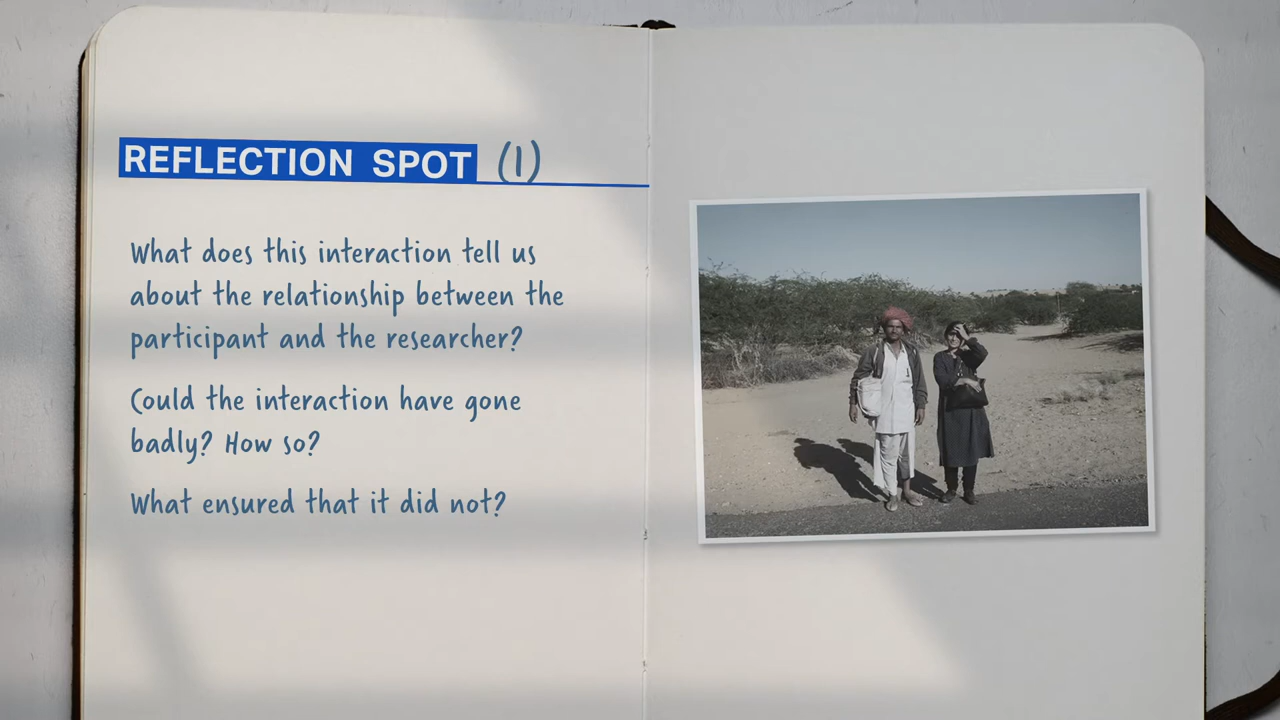 REFLECTION SPOT (1)
What does this interaction tell us
about the relationship between the
participant and the researcher?
Could the interaction have gone
badly? How so?
What ensured that it did not?